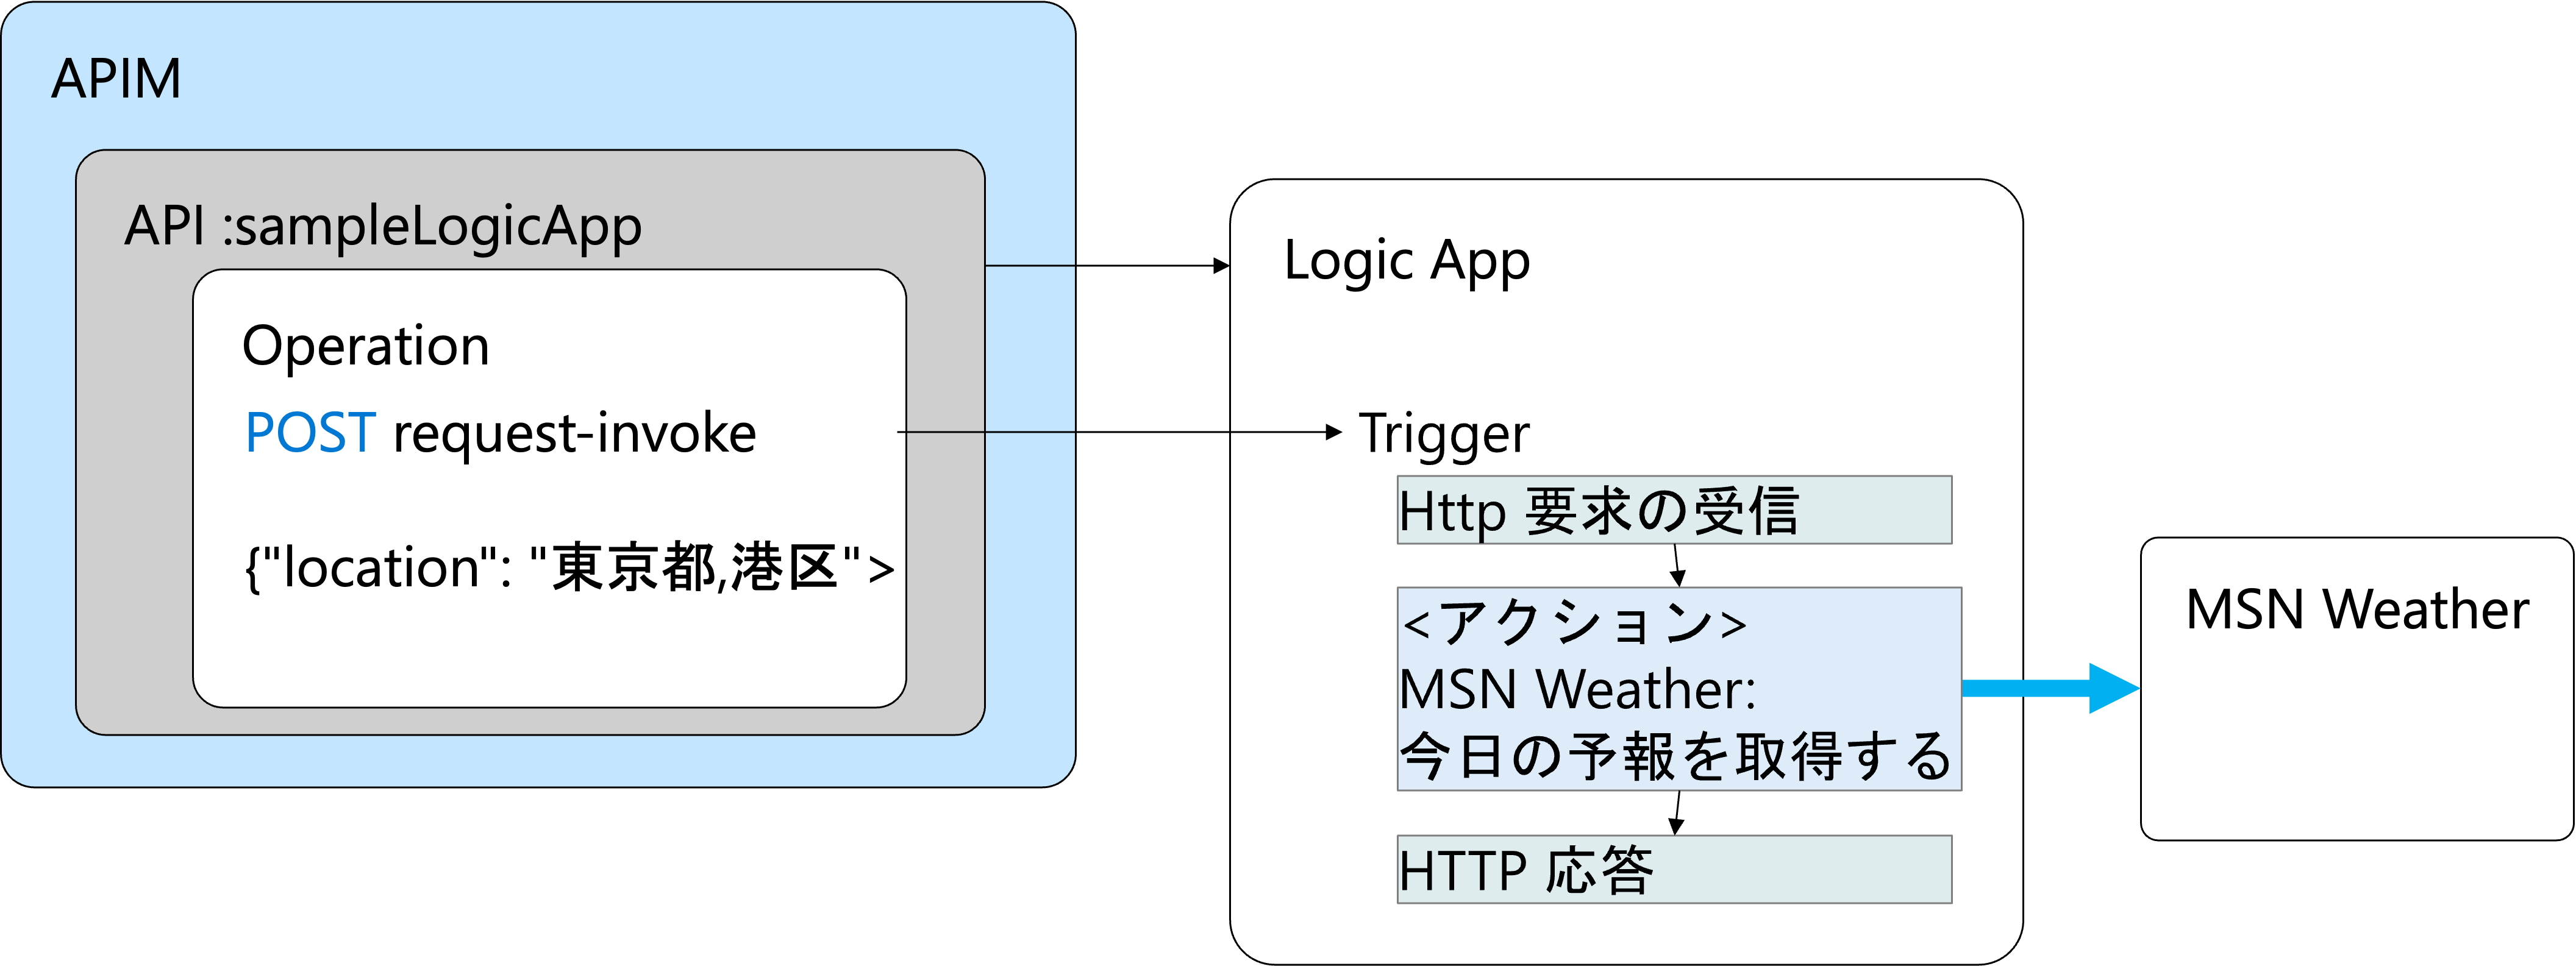 APIM
API :sampleLogicApp
Operation
POST request-invoke
{"location": "東京都,港区">
Logic App
Trigger
Http 要求の受信
<アクション>
MSN Weather:
今日の予報を取得する
HTTP 応答
MSN Weather